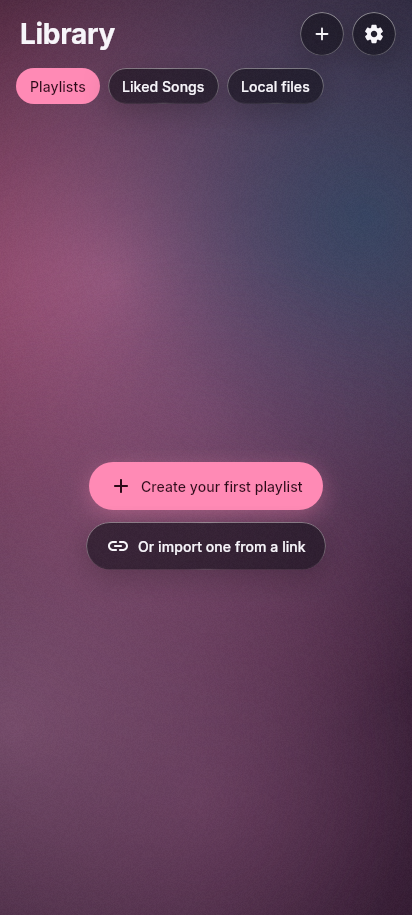 Library
Playlists
Liked Songs
Local files
Create your first playlist
Or import one from a link